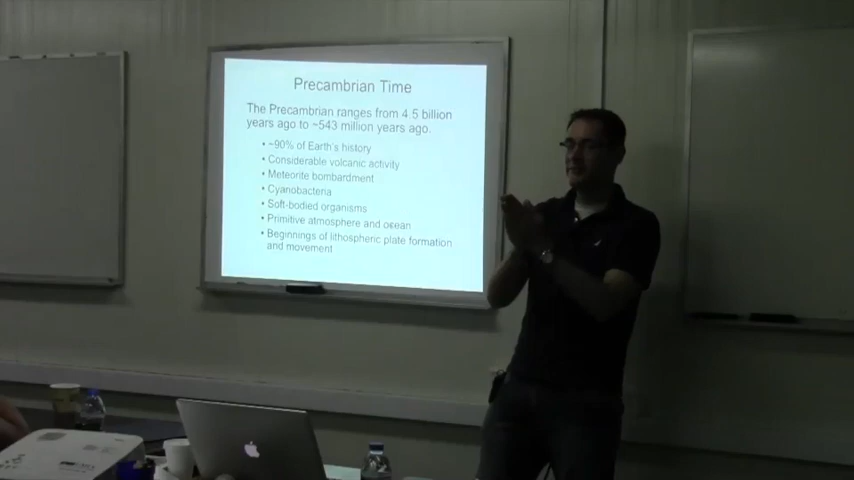 Precambrian Time
The Precambrian ranges from 4.5 billion
years ago to ~543 million years ago.
• ~90% of Earth's history
• Considerable volcanic activity
• Meteorite bombardment
• Cyanobacteria
• Soft-bodied organisms
• Primitive atmosphere and ocean
• Beginnings of lithospheric plate formation
and movement